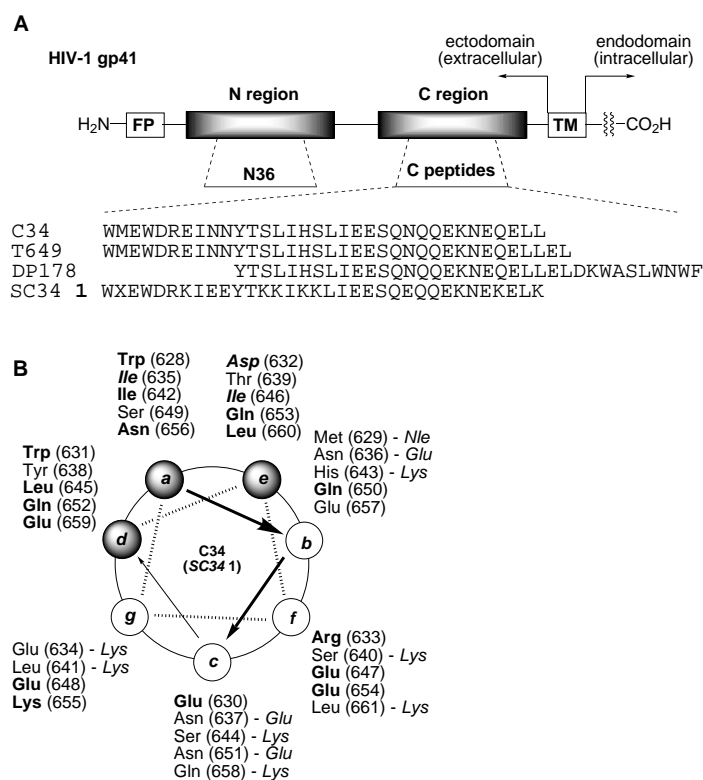 A
HIV-1 gp41
ectodomain
(extracellular)
endodomain
(intracellular)
N region
C region
H₂N
FP
TM
CO₂H
N36
C peptides
C34 WMEWDREINNYTSLIHSLIEESQNQQEKNEQELL
T649 WMEWDREINNYTSLIHSLIEESQNQQEKNEQELLEL
DP178 YTSLIHSLIEESQNQQEKNEQELLELDKWASLWNWF
SC34 1 WXEWDRKIEEYTKKIKKLIEESQEQQEKNEKELK
B
Trp (628)
Ile (635)
Ile (642)
Ser (649)
Asn (656)
Asp (632)
Thr (639)
Ile (646)
Gln (653)
Leu (660)
Trp (631)
Tyr (638)
Leu (645)
Gln (652)
Glu (659)
Met (629) - Nle
Asn (636) - Glu
His (643) - Lys
Gln (650)
Glu (657)
a
e
d
b
C34
(SC34 1)
g
f
c
Glu (634) - Lys
Leu (641) - Lys
Glu (648)
Lys (655)
Arg (633)
Ser (640) - Lys
Glu (647)
Glu (654)
Leu (661) - Lys
Glu (630)
Asn (637) - Glu
Ser (644) - Lys
Asn (651) - Glu
Gln (658) - Lys